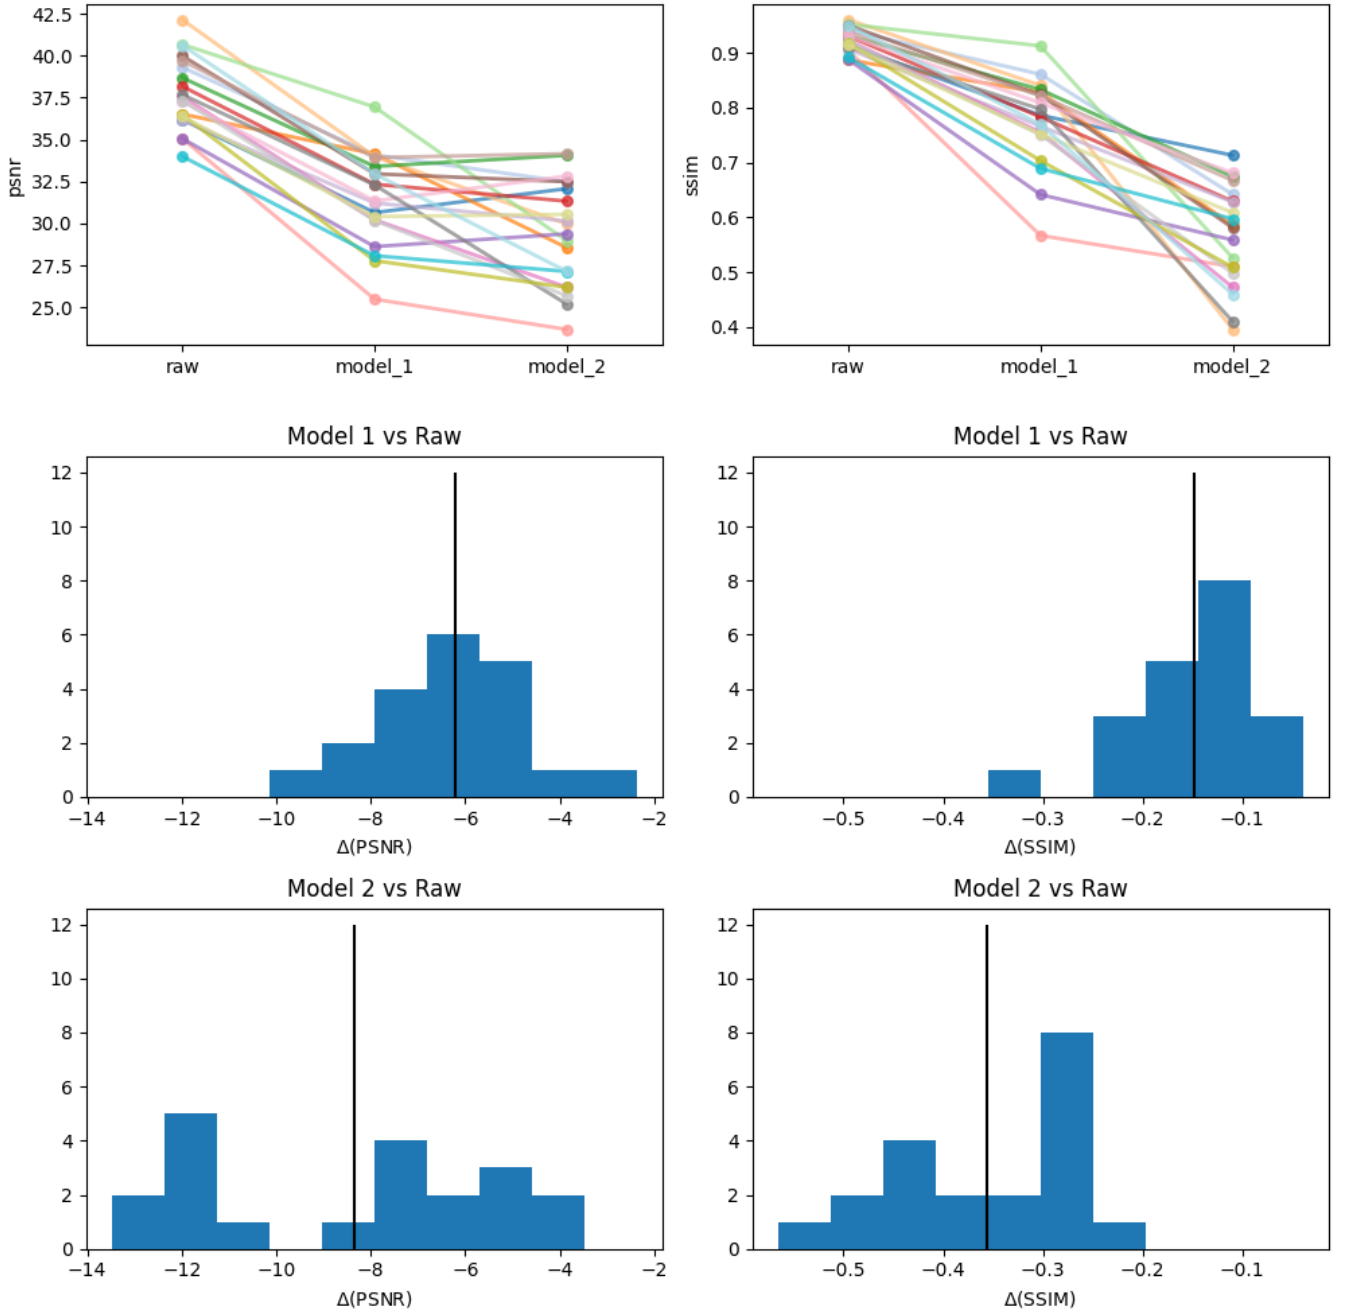 42.5
40.0
37.5
35.0
32.5
30.0
27.5
25.0
psnr
raw model_1 model_2
0.9
0.8
0.7
0.6
0.5
0.4
ssim
raw model_1 model_2
Model 1 vs Raw
12
10
8
6
4
2
0
−14 −12 −10 −8 −6 −4 −2
Δ(PSNR)
Model 1 vs Raw
12
10
8
6
4
2
0
−0.5 −0.4 −0.3 −0.2 −0.1
Δ(SSIM)
Model 2 vs Raw
12
10
8
6
4
2
0
−14 −12 −10 −8 −6 −4 −2
Δ(PSNR)
Model 2 vs Raw
12
10
8
6
4
2
0
−0.5 −0.4 −0.3 −0.2 −0.1
Δ(SSIM)